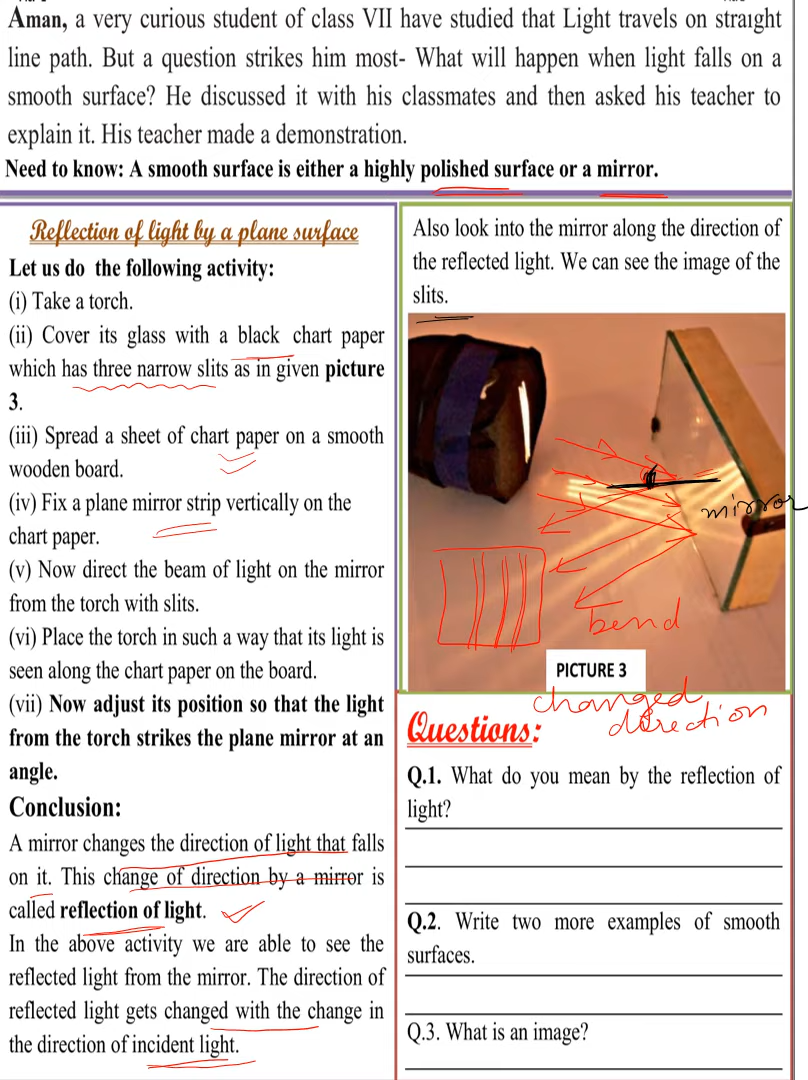 Aman, a very curious student of class VII have studied that Light travels on straight
line path. But a question strikes him most- What will happen when light falls on a
smooth surface? He discussed it with his classmates and then asked his teacher to
explain it. His teacher made a demonstration.
Need to know: A smooth surface is either a highly polished surface or a mirror.
Reflection of light by a plane surface
Let us do the following activity:
(i) Take a torch.
(ii) Cover its glass with a black chart paper
which has three narrow slits as in given picture
3.
(iii) Spread a sheet of chart paper on a smooth
wooden board.
(iv) Fix a plane mirror strip vertically on the
chart paper.
(v) Now direct the beam of light on the mirror
from the torch with slits.
(vi) Place the torch in such a way that its light is
seen along the chart paper on the board.
(vii) Now adjust its position so that the light
from the torch strikes the plane mirror at an
angle.
Conclusion:
A mirror changes the direction of light that falls
on it. This change of direction by a mirror is
called reflection of light.
In the above activity we are able to see the
reflected light from the mirror. The direction of
reflected light gets changed with the change in
the direction of incident light.
Also look into the mirror along the direction of
the reflected light. We can see the image of the
slits.
mirror
bend
PICTURE 3
changed
direction
Questions:
Q.1. What do you mean by the reflection of
light?
Q.2. Write two more examples of smooth
surfaces.
Q.3. What is an image?